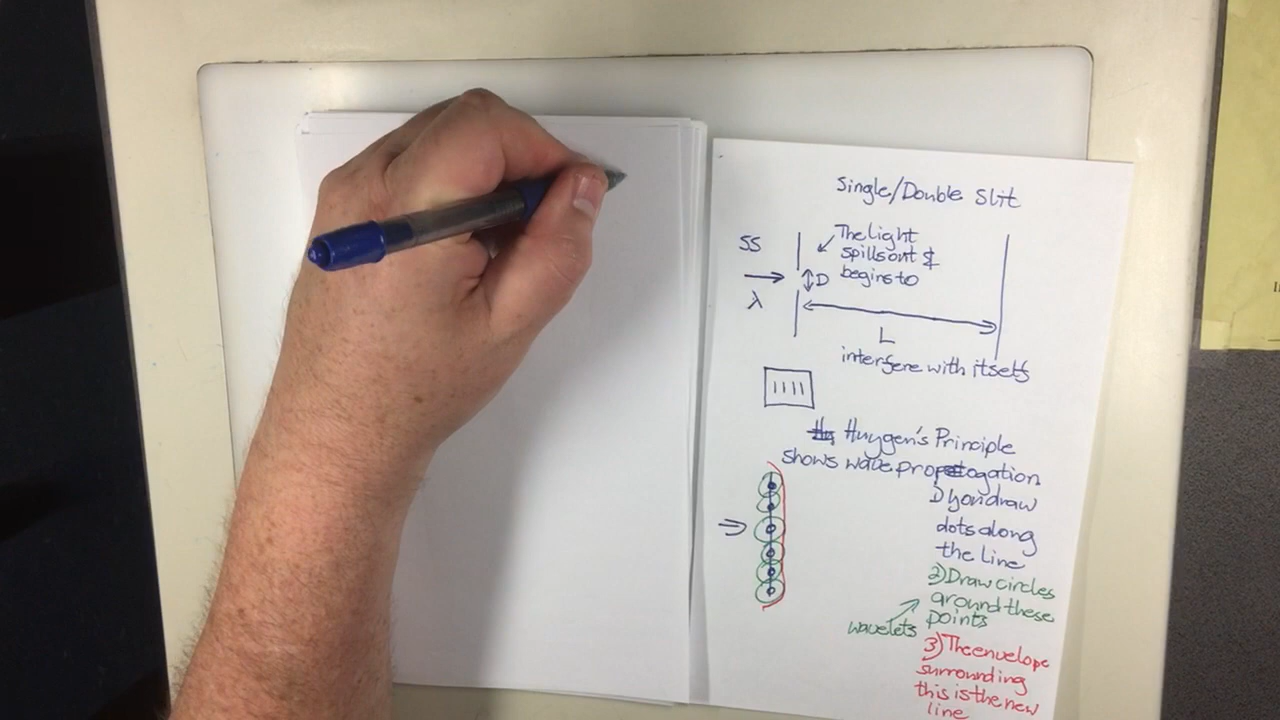 Single/Double Slit
SS
The light
spills out &
begins to
D
λ
L
interfere with itself
Huygen's Principle
shows wave propogation
1) you draw
dots along
the line
2) Draw circles
around these
points
wavelets
3) The envelope
surrounding
this is the new
line